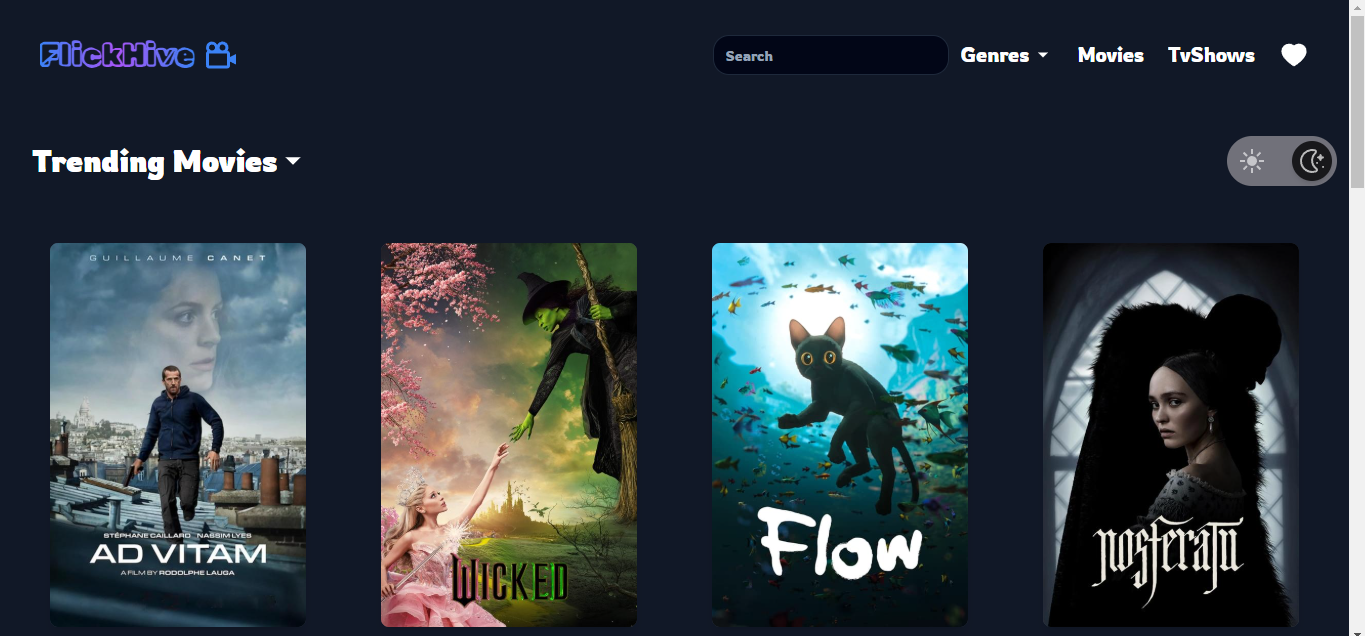 FlickHive
Search
Genres
Movies
TvShows
Trending Movies
GUILLAUME CANET
STÉPHANE CAILLARD NASSIM LYES
AD VITAM
A FILM BY RODOLPHE LAUGA
WICKED
Flow
nosferatu